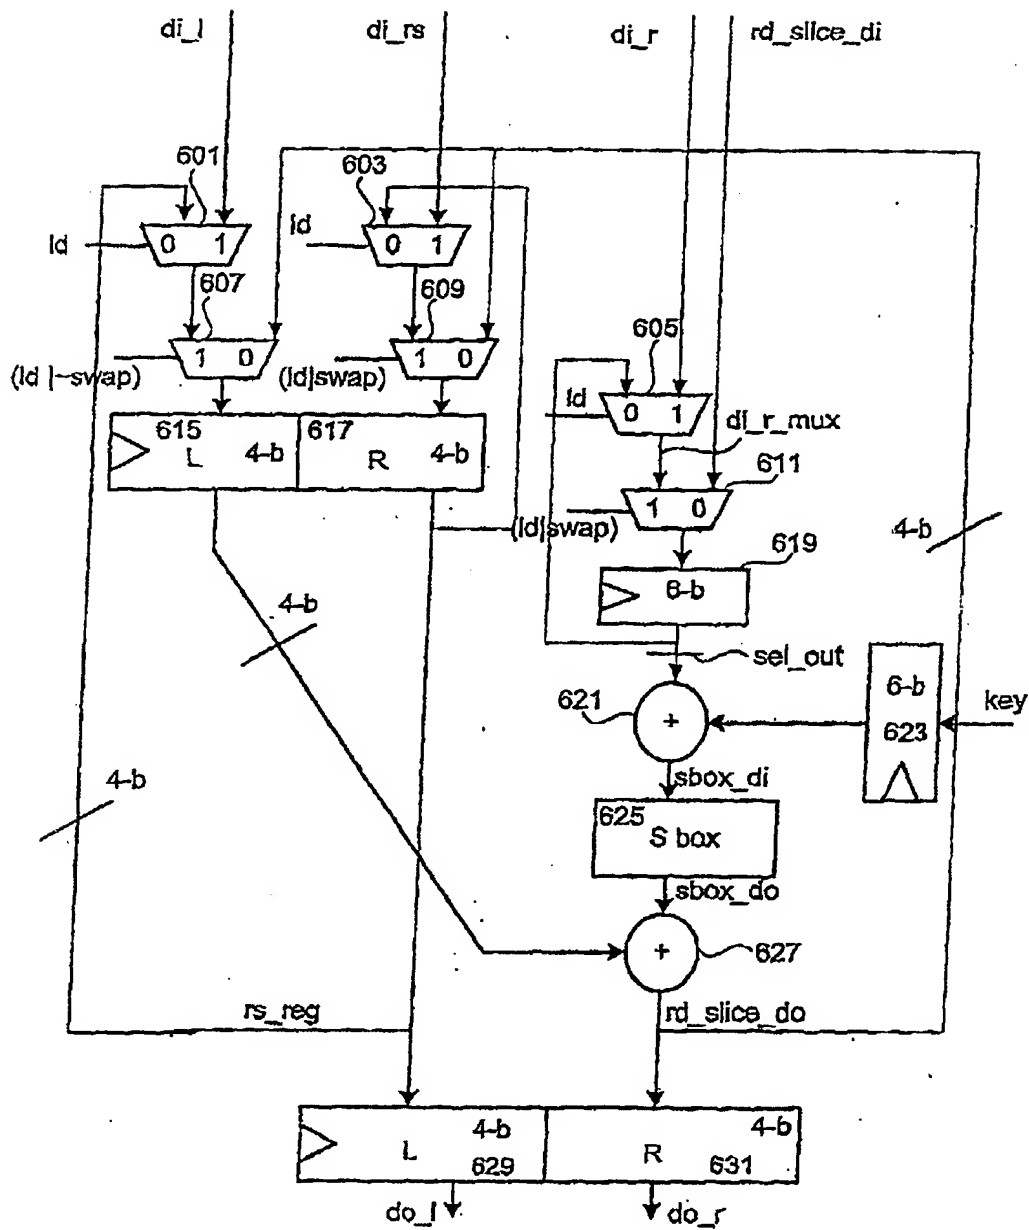 di_l di_rs di_r rd_slice_di
601 603
ld 0 1 ld 0 1
607 609 605
(ld |~swap) 1 0 (ld|swap) 1 0
ld 0 1 di_r_mux
615 L 4-b 617 R 4-b
611
(ld|swap) 1 0
4-b
619
6-b
4-b
sel_out
621 + 6-b 623 key
sbox_di
4-b
625 S box
sbox_do
+ 627
rs_reg rd_slice_do
L 4-b 629 R 4-b 631
do_l do_r